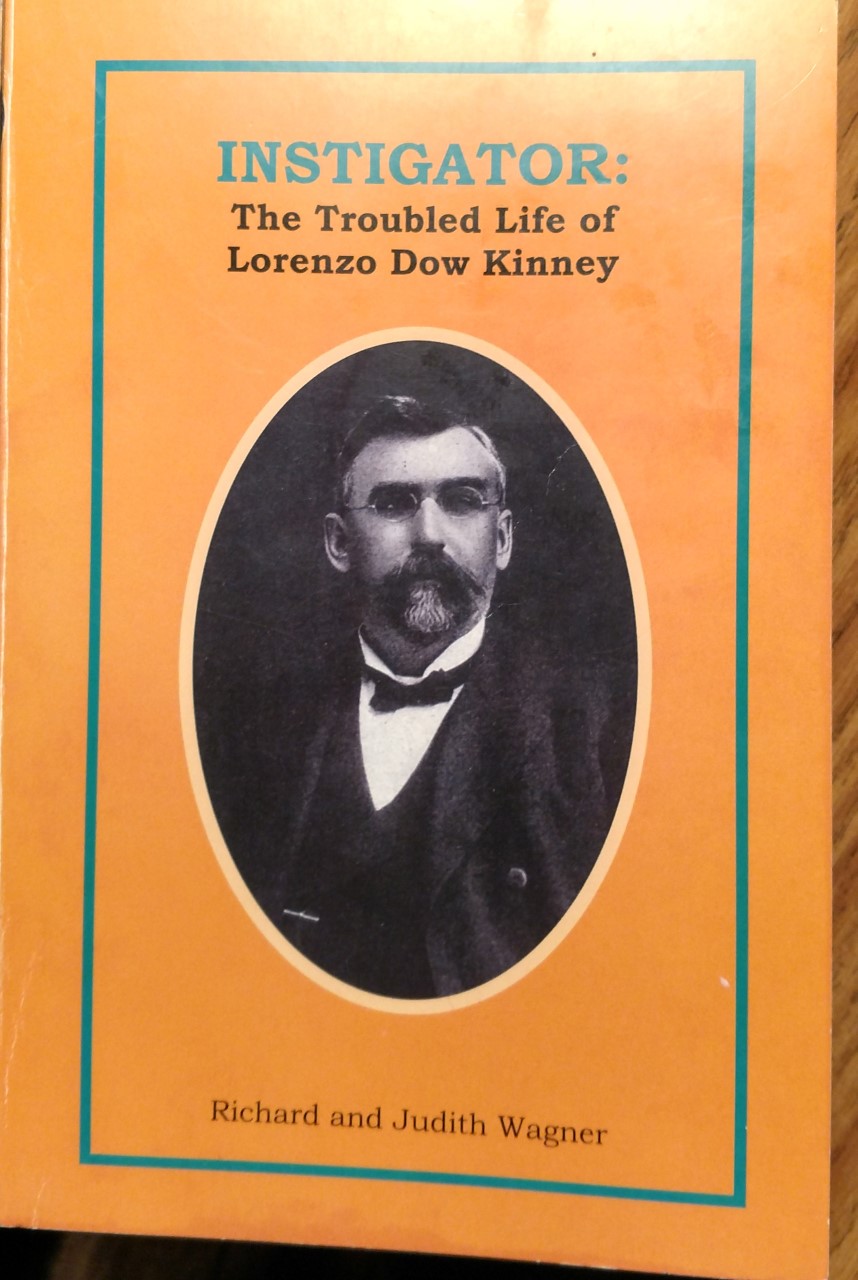 INSTIGATOR:
The Troubled Life of
Lorenzo Dow Kinney
Richard and Judith Wagner